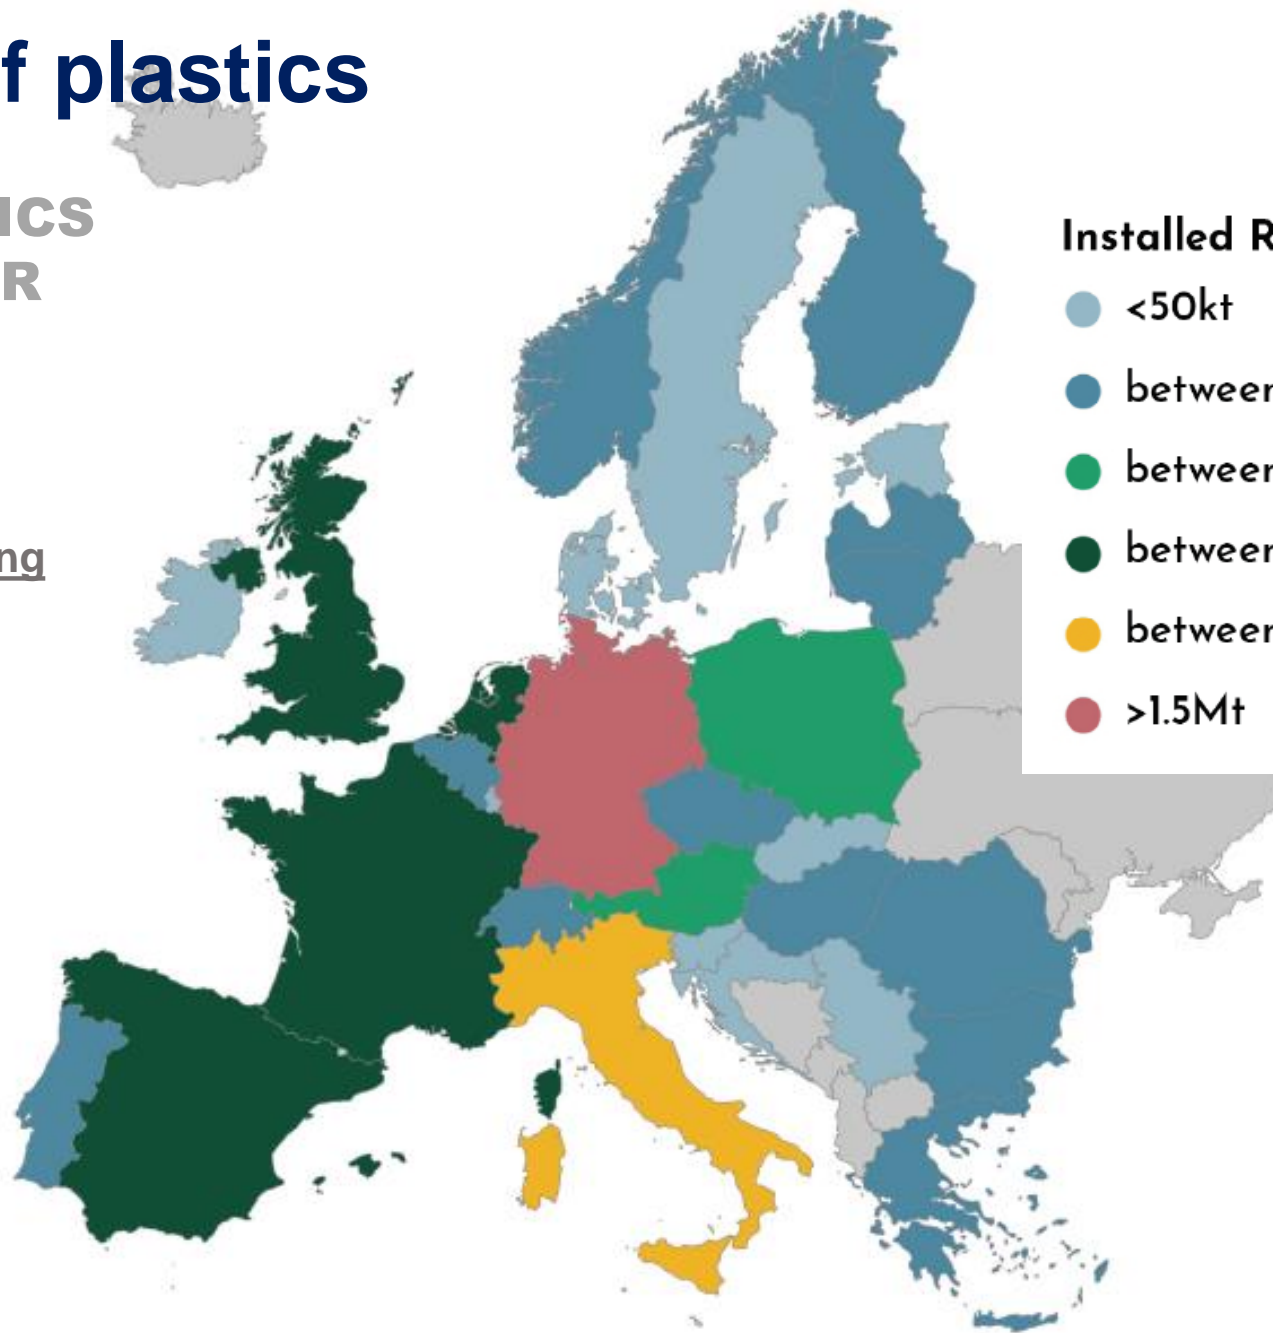 f plastics
ICS
R
ng
Installed R
<50kt
between
between
between
between
>1.5Mt